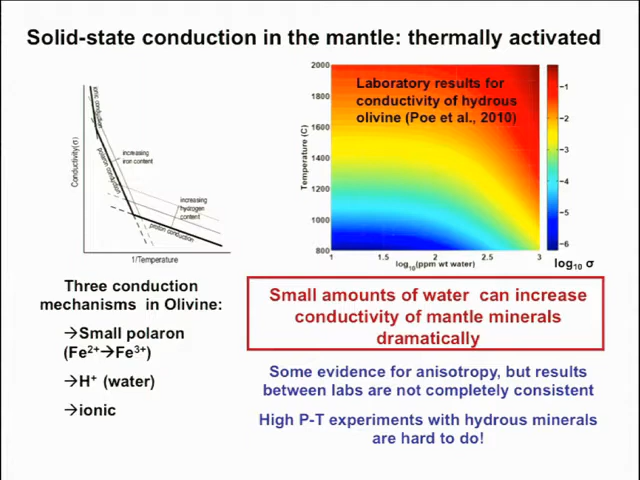 Solid-state conduction in the mantle: thermally activated
Conductivity(σ)
ionic conduction
polaron conduction
increasing
iron content
increasing
hydrogen
content
proton conduction
1/Temperature
Laboratory results for
conductivity of hydrous
olivine (Poe et al., 2010)
Temperature (C)
2000
1800
1600
1400
1200
1000
800
1
1.5
2
2.5
3
log10(ppm wt water)
−1
−2
−3
−4
−5
−6
log10 σ
Three conduction
mechanisms in Olivine:
→Small polaron
(Fe2+→Fe3+)
→H+ (water)
→ionic
Small amounts of water can increase
conductivity of mantle minerals
dramatically
Some evidence for anisotropy, but results
between labs are not completely consistent
High P-T experiments with hydrous minerals
are hard to do!